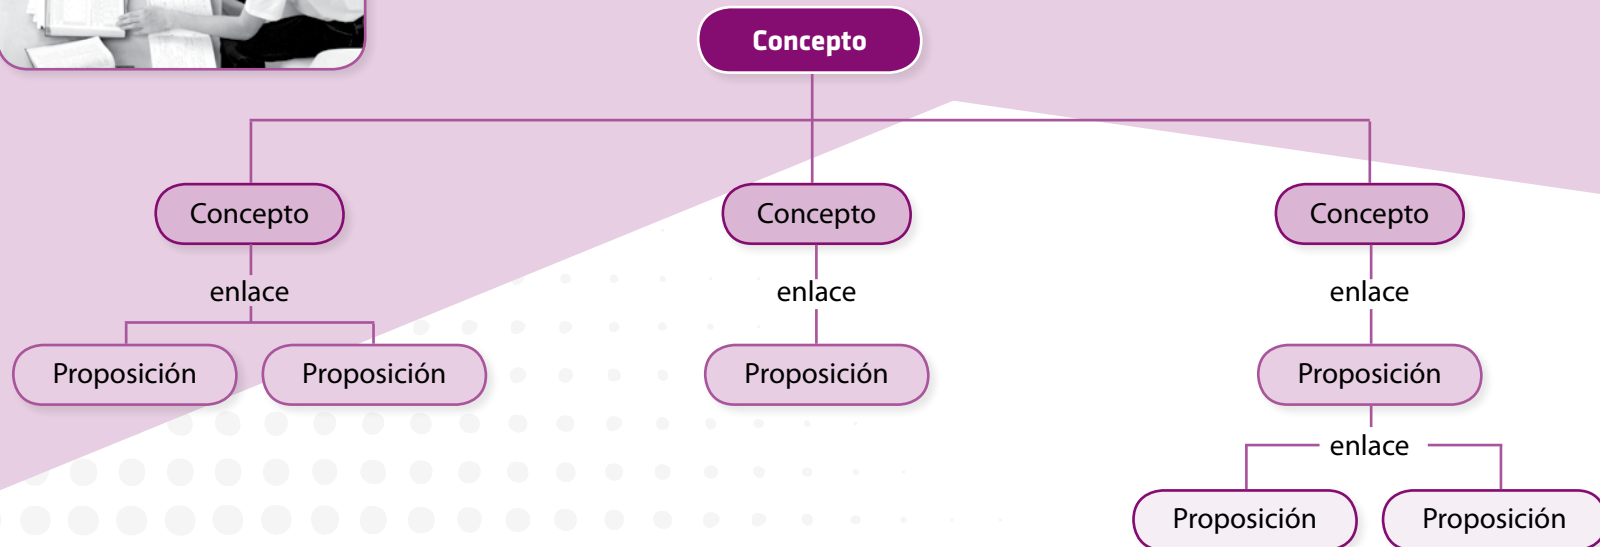 Concepto
Concepto Concepto Concepto
enlace enlace enlace
Proposición Proposición Proposición Proposición
enlace
Proposición Proposición